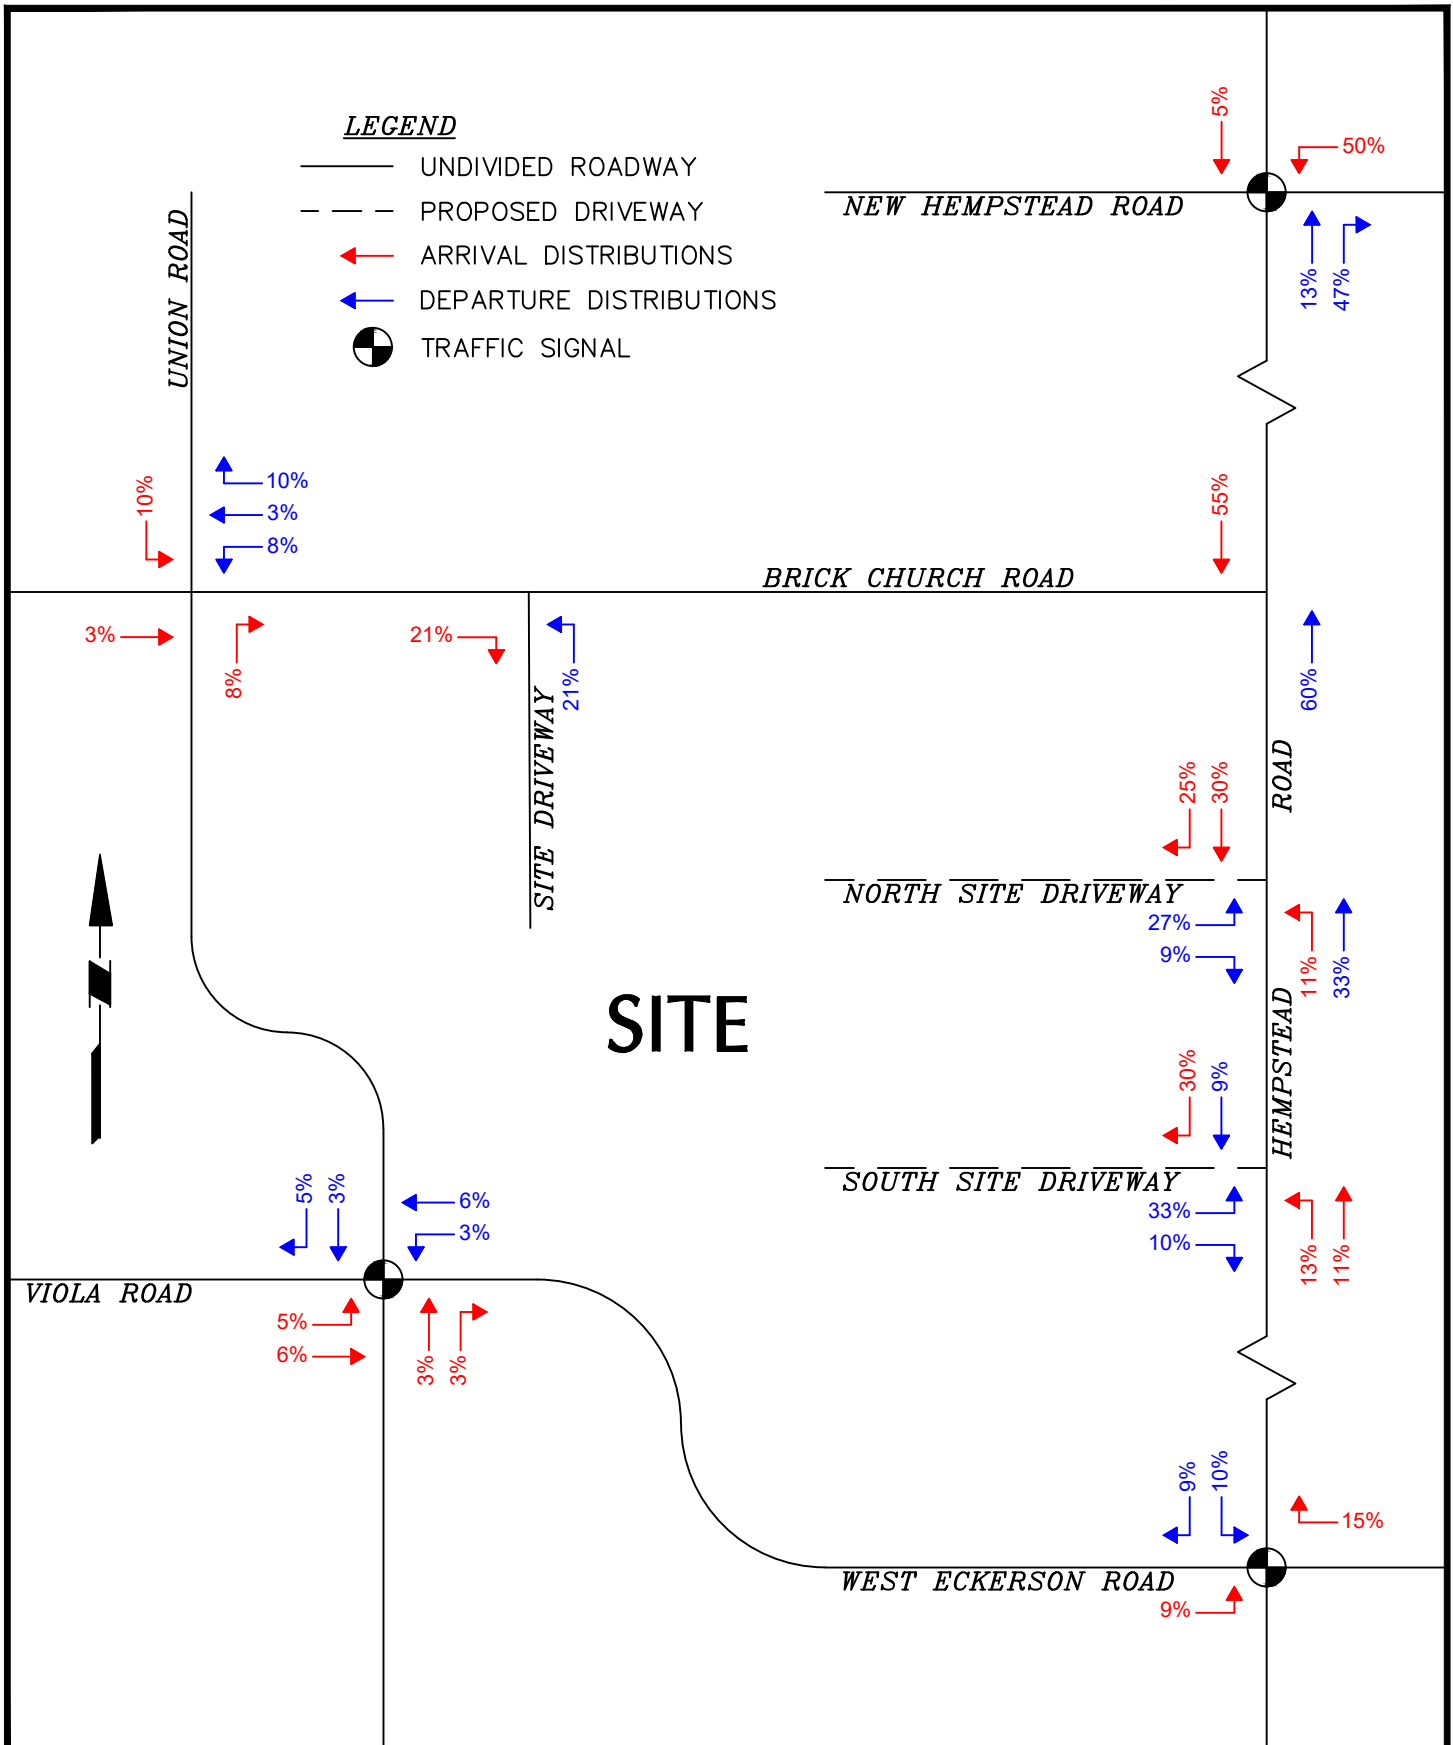 LEGEND
UNDIVIDED ROADWAY
PROPOSED DRIVEWAY
ARRIVAL DISTRIBUTIONS
DEPARTURE DISTRIBUTIONS
TRAFFIC SIGNAL
5%
50%
NEW HEMPSTEAD ROAD
13%
47%
UNION ROAD
10%
10%
3%
8%
55%
BRICK CHURCH ROAD
3%
8%
21%
21%
60%
SITE DRIVEWAY
ROAD
25%
30%
NORTH SITE DRIVEWAY
27%
9%
11%
33%
N
SITE
HEMPSTEAD
30%
9%
SOUTH SITE DRIVEWAY
33%
10%
13%
11%
5%
3%
6%
3%
VIOLA ROAD
5%
6%
3%
3%
9%
10%
15%
WEST ECKERSON ROAD
9%